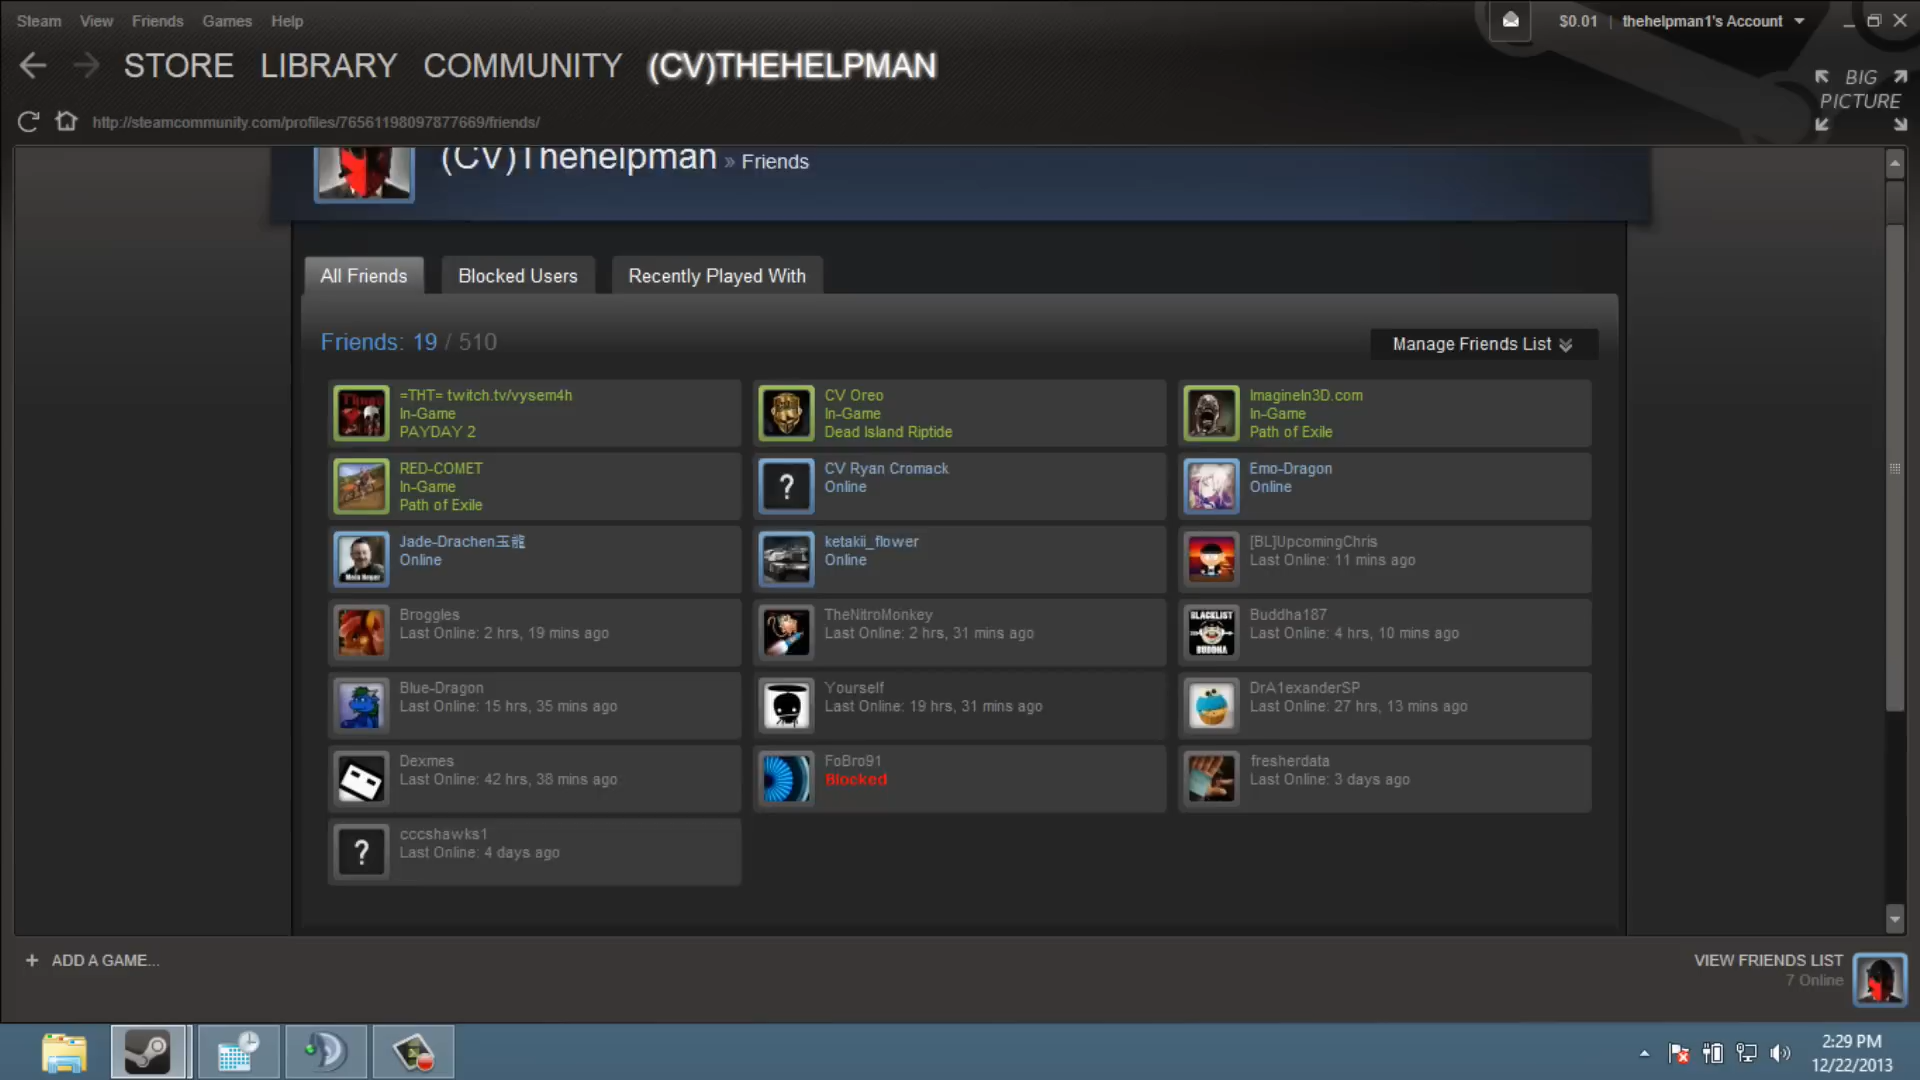 Steam View Friends Games Help
$0.01 | thehelpman1's Account
STORE LIBRARY COMMUNITY (CV)THEHELPMAN
BIG PICTURE
http://steamcommunity.com/profiles/76561198097877669/friends/
(CV)Thehelpman » Friends
All Friends Blocked Users Recently Played With
Friends: 19 / 510
Manage Friends List
=THT= twitch.tv/vysem4h
In-Game
PAYDAY 2
CV Oreo
In-Game
Dead Island Riptide
ImagineIn3D.com
In-Game
Path of Exile
RED-COMET
In-Game
Path of Exile
?
CV Ryan Cromack
Online
Emo-Dragon
Online
Jade-Drachen玉龍
Online
ketakii_flower
Online
[BL]UpcomingChris
Last Online: 11 mins ago
Broggles
Last Online: 2 hrs, 19 mins ago
TheNitroMonkey
Last Online: 2 hrs, 31 mins ago
BLACKLIST
BUDDHA
Buddha187
Last Online: 4 hrs, 10 mins ago
Blue-Dragon
Last Online: 15 hrs, 35 mins ago
Yourself
Last Online: 19 hrs, 31 mins ago
DrA1exanderSP
Last Online: 27 hrs, 13 mins ago
Dexmes
Last Online: 42 hrs, 38 mins ago
FoBro91
Blocked
fresherdata
Last Online: 3 days ago
?
cccshawks1
Last Online: 4 days ago
+ ADD A GAME...
VIEW FRIENDS LIST
7 Online
2:29 PM
12/22/2013